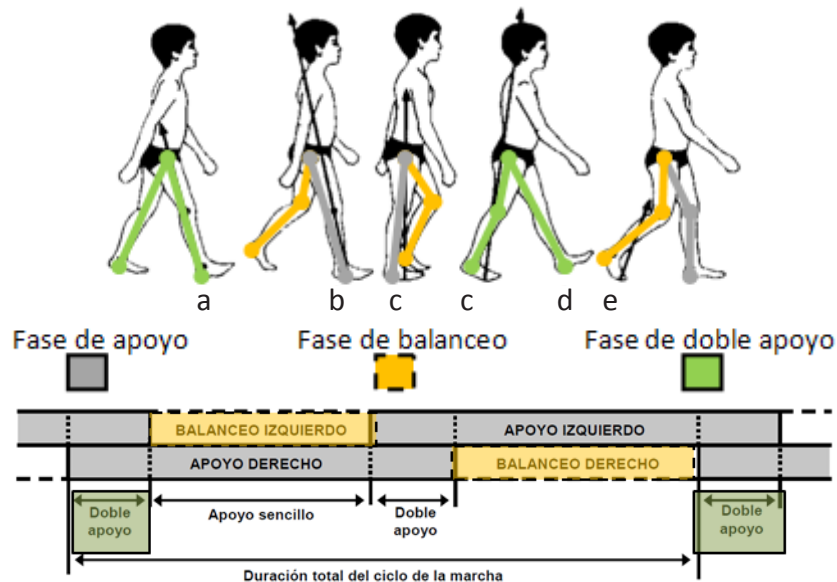 a b c c d e
Fase de apoyo Fase de balanceo Fase de doble apoyo
BALANCEO IZQUIERDO APOYO IZQUIERDO
APOYO DERECHO BALANCEO DERECHO
Doble apoyo Apoyo sencillo Doble apoyo Doble apoyo
Duración total del ciclo de la marcha